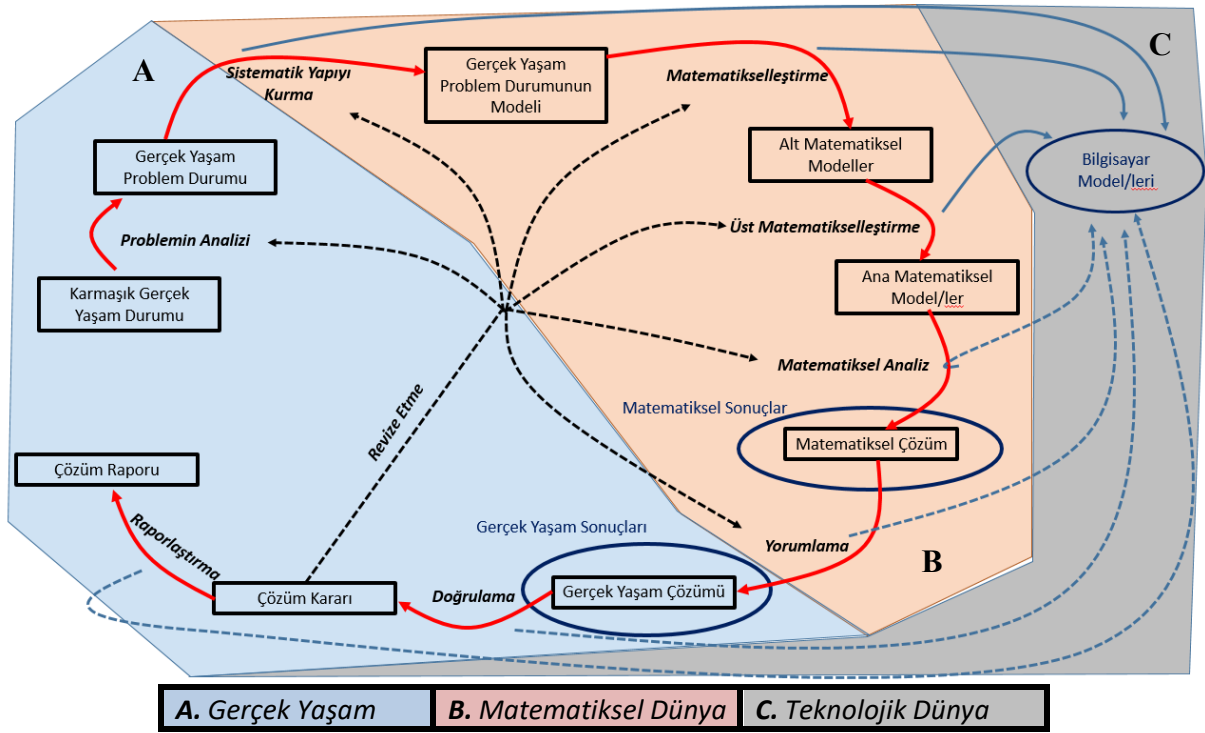 A
C
Sistematik Yapıyı
Kurma
Gerçek Yaşam
Problem Durumunun
Modeli
Matematikselleştirme
Gerçek Yaşam
Problem Durumu
Alt Matematiksel
Modeller
Bilgisayar
Model/leri
Problemin Analizi
Üst Matematikselleştirme
Karmaşık Gerçek
Yaşam Durumu
Ana Matematiksel
Model/ler
Matematiksel Analiz
Revize Etme
Matematiksel Sonuçlar
Matematiksel Çözüm
Çözüm Raporu
Raporlaştırma
Gerçek Yaşam Sonuçları
Yorumlama
B
Çözüm Kararı
Doğrulama
Gerçek Yaşam Çözümü
A. Gerçek Yaşam
B. Matematiksel Dünya
C. Teknolojik Dünya